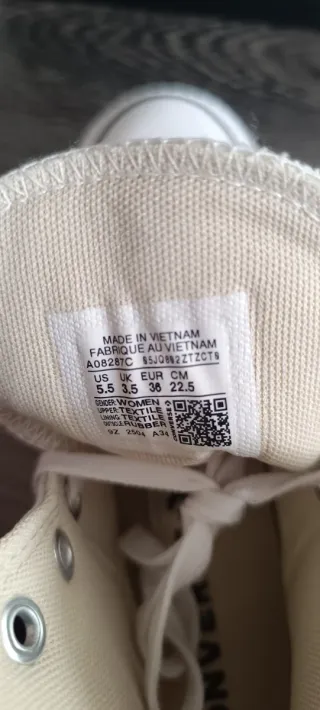 MADE IN VIETNAM
FABRIQUE AU VIETNAM
A08287C
US UK EUR CM
5.5 3.5 36 22.5
GENDER: WOMEN
UPPER: TEXTILE
LINING: TEXTILE
OUTSOLE: RUBBER
CONVERSE